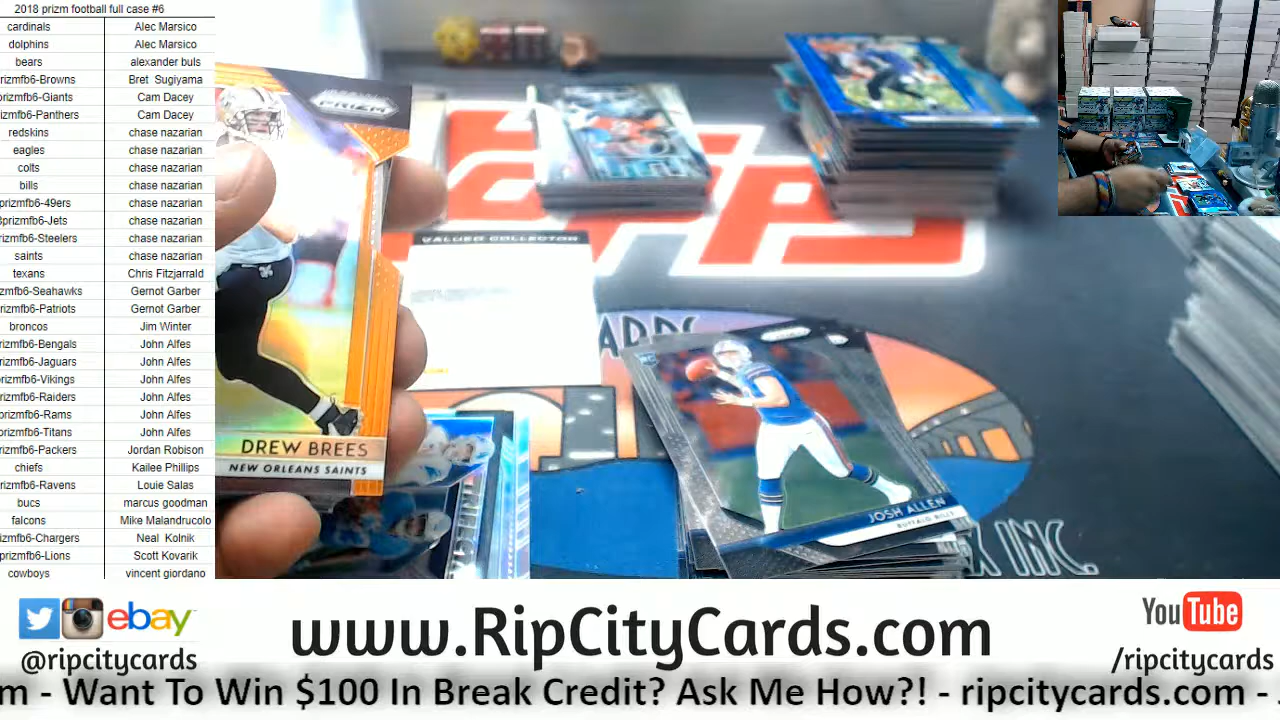 2018 prizm football full case #6
cardinals Alec Marsico
dolphins Alec Marsico
bears alexander buls
rizmfb6-Browns Bret Sugiyama
prizmfb6-Giants Cam Dacey
rizmfb6-Panthers Cam Dacey
redskins chase nazarian
eagles chase nazarian
colts chase nazarian
bills chase nazarian
prizmfb6-49ers chase nazarian
prizmfb6-Jets chase nazarian
rizmfb6-Steelers chase nazarian
saints chase nazarian
texans Chris Fitzjarrald
zmfb6-Seahawks Gernot Garber
rizmfb6-Patriots Gernot Garber
broncos Jim Winter
rizmfb6-Bengals John Alfes
rizmfb6-Jaguars John Alfes
rizmfb6-Vikings John Alfes
rizmfb6-Raiders John Alfes
prizmfb6-Rams John Alfes
prizmfb6-Titans John Alfes
rizmfb6-Packers Jordan Robison
chiefs Kailee Phillips
rizmfb6-Ravens Louie Salas
bucs marcus goodman
falcons Mike Malandrucolo
izmfb6-Chargers Neal Kolnik
prizmfb6-Lions Scott Kovarik
cowboys vincent giordano
PRIZM
VALUED COLLECTOR
CARDS
DREW BREES
NEW ORLEANS SAINTS
PRIZM
JOSH ALLEN
BUFFALO BILLS
INC.
ebay
@ripcitycards
www.RipCityCards.com
YouTube
/ripcitycards
m - Want To Win $100 In Break Credit? Ask Me How?! - ripcitycards.com -